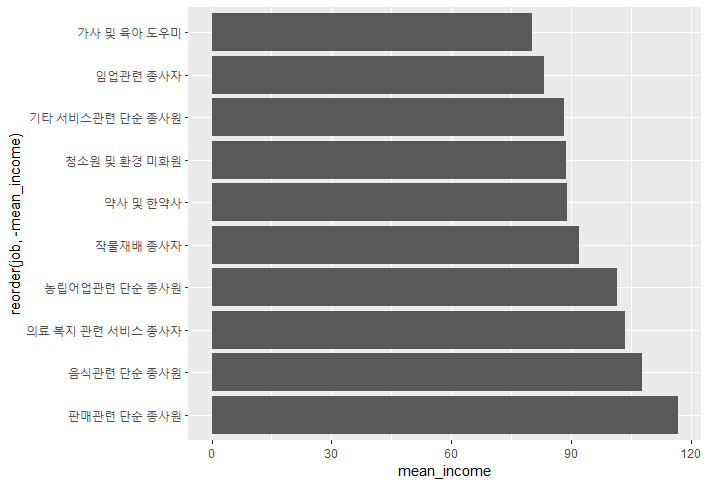 가사 및 육아 도우미
임업관련 종사자
기타 서비스관련 단순 종사원
청소원 및 환경 미화원
약사 및 한약사
작물재배 종사자
농립어업관련 단순 종사원
의료 복지 관련 서비스 종사자
음식관련 단순 종사원
판매관련 단순 종사원
reorder(job, -mean_income)
0 30 60 90 120
mean_income